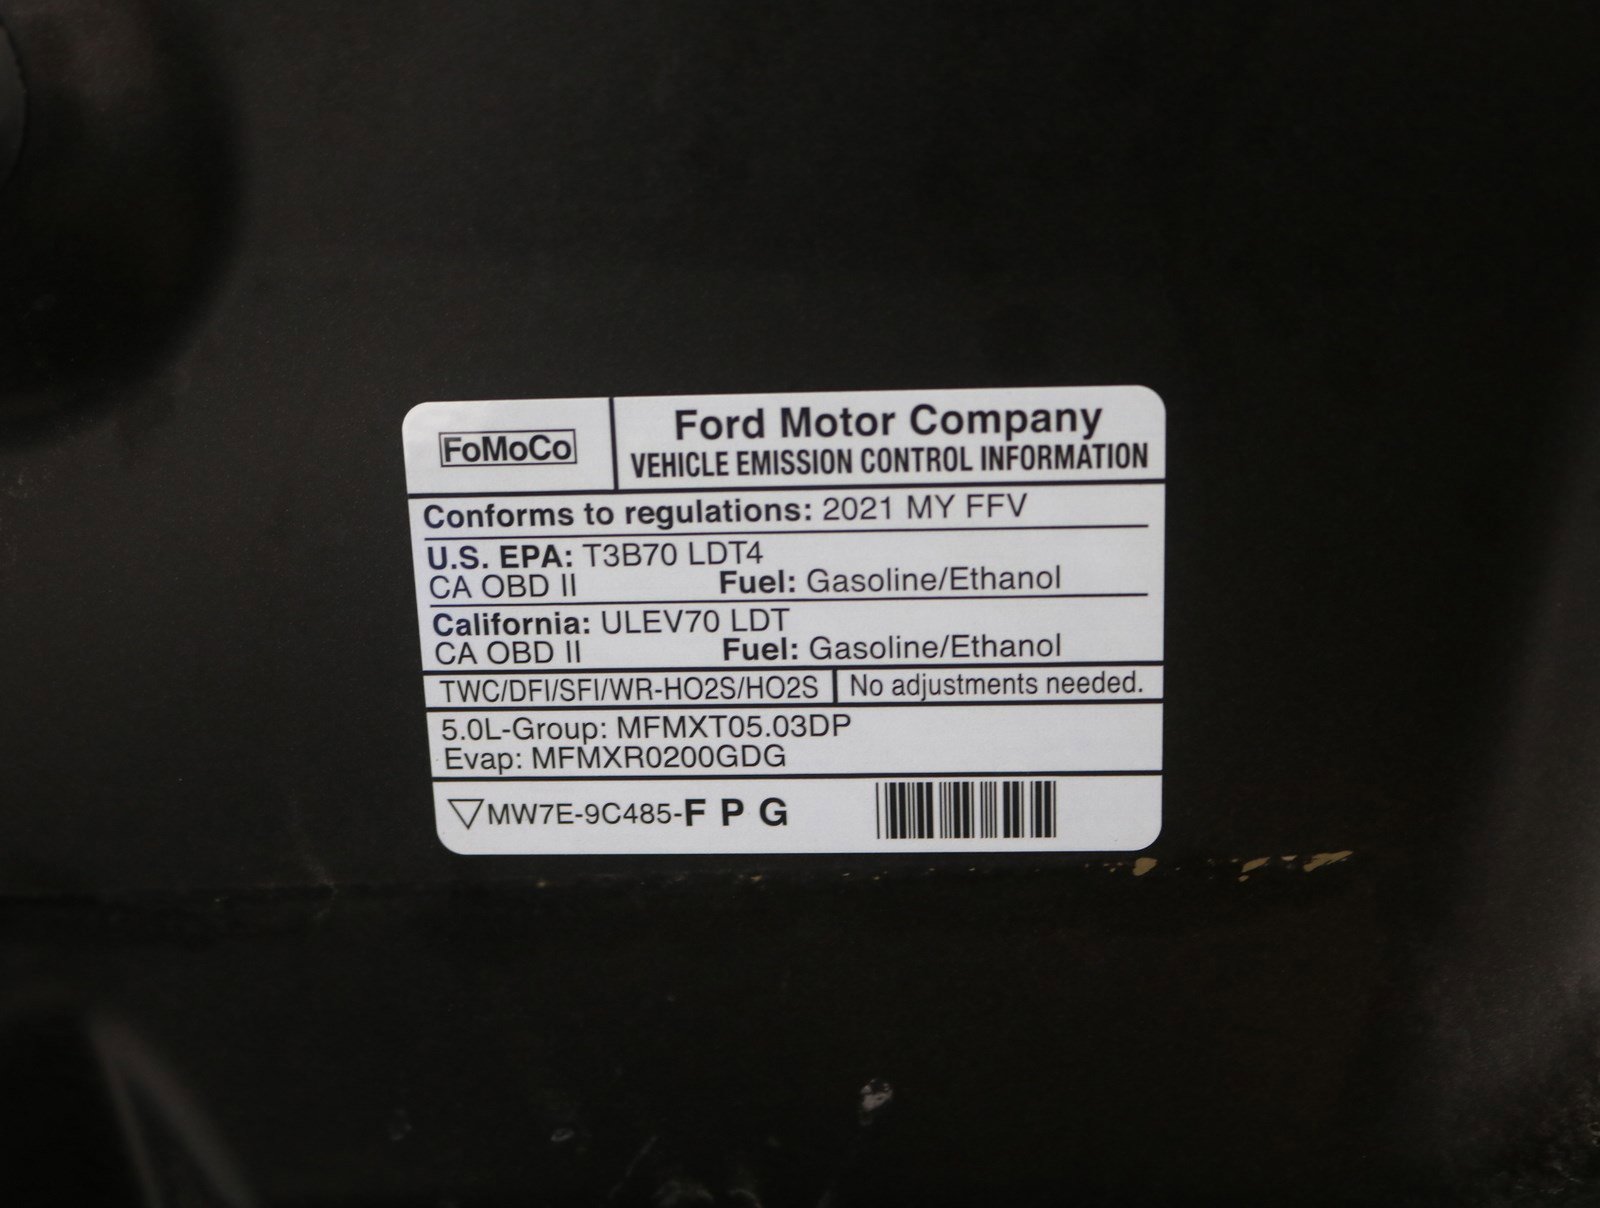 FoMoCo
Ford Motor Company
VEHICLE EMISSION CONTROL INFORMATION
Conforms to regulations: 2021 MY FFV
U.S. EPA: T3B70 LDT4
CA OBD II Fuel: Gasoline/Ethanol
California: ULEV70 LDT
CA OBD II Fuel: Gasoline/Ethanol
TWC/DFI/SFI/WR-HO2S/HO2S No adjustments needed.
5.0L-Group: MFMXT05.03DP
Evap: MFMXR0200GDG
MW7E-9C485-F P G